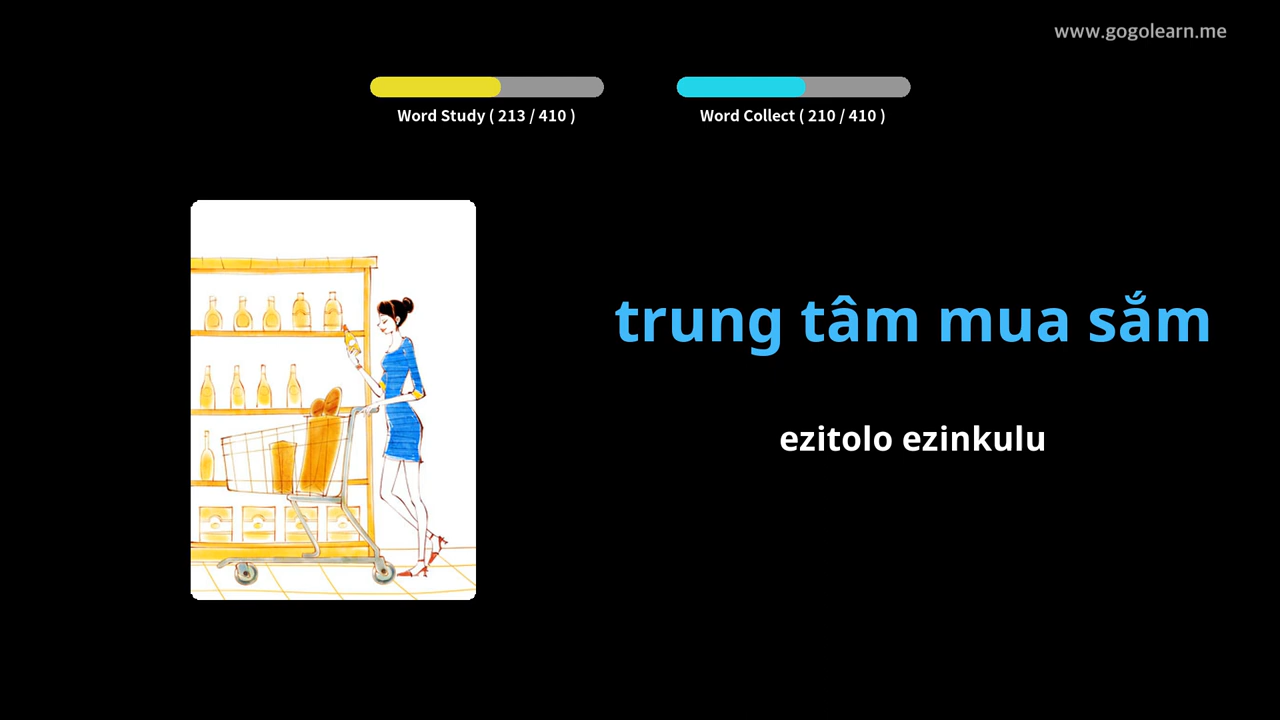 www.gogolearn.me
Word Study ( 213 / 410 )
Word Collect ( 210 / 410 )
trung tâm mua sắm
ezitolo ezinkulu